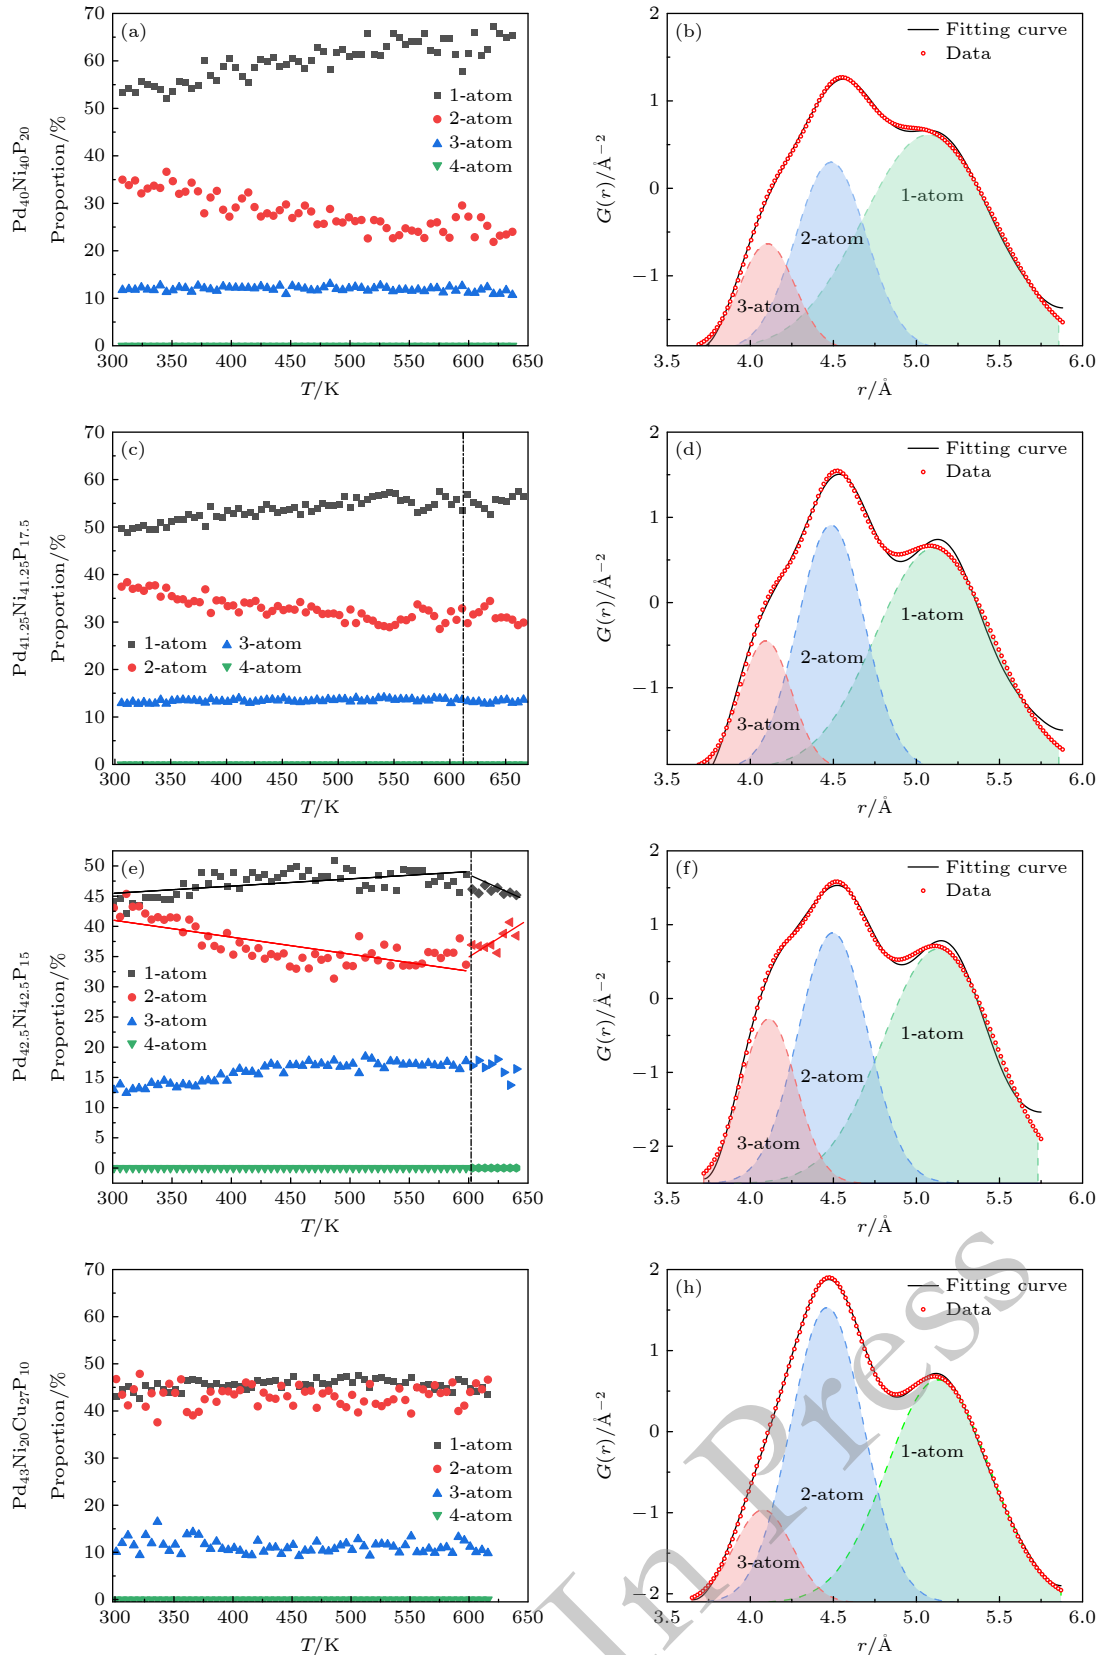 70
60
50
40
30
20
10
0
(a)
1-atom
2-atom
3-atom
4-atom
Pd40Ni40P20
Proportion/%
300 350 400 450 500 550 600 650
T/K
2
1
0
−1
(b)
Fitting curve
Data
1-atom
2-atom
3-atom
G(r)/Å−2
3.5 4.0 4.5 5.0 5.5 6.0
r/Å
70
60
50
40
30
20
10
0
(c)
1-atom 3-atom
2-atom 4-atom
Pd41.25Ni41.25P17.5
Proportion/%
300 350 400 450 500 550 600 650
T/K
2
1
0
−1
(d)
Fitting curve
Data
1-atom
2-atom
3-atom
G(r)/Å−2
3.5 4.0 4.5 5.0 5.5 6.0
r/Å
50
45
40
35
30
25
20
15
10
5
0
(e)
1-atom
2-atom
3-atom
4-atom
Pd42.5Ni42.5P15
Proportion/%
300 350 400 450 500 550 600 650
T/K
2
1
0
−1
−2
(f)
Fitting curve
Data
1-atom
2-atom
3-atom
G(r)/Å−2
3.5 4.0 4.5 5.0 5.5 6.0
r/Å
70
60
50
40
30
20
10
0
1-atom
2-atom
3-atom
4-atom
Pd43Ni20Cu27P10
Proportion/%
300 350 400 450 500 550 600 650
T/K
2
1
0
−1
−2
(h)
Fitting curve
Data
1-atom
2-atom
3-atom
G(r)/Å−2
3.5 4.0 4.5 5.0 5.5 6.0
r/Å
In Press